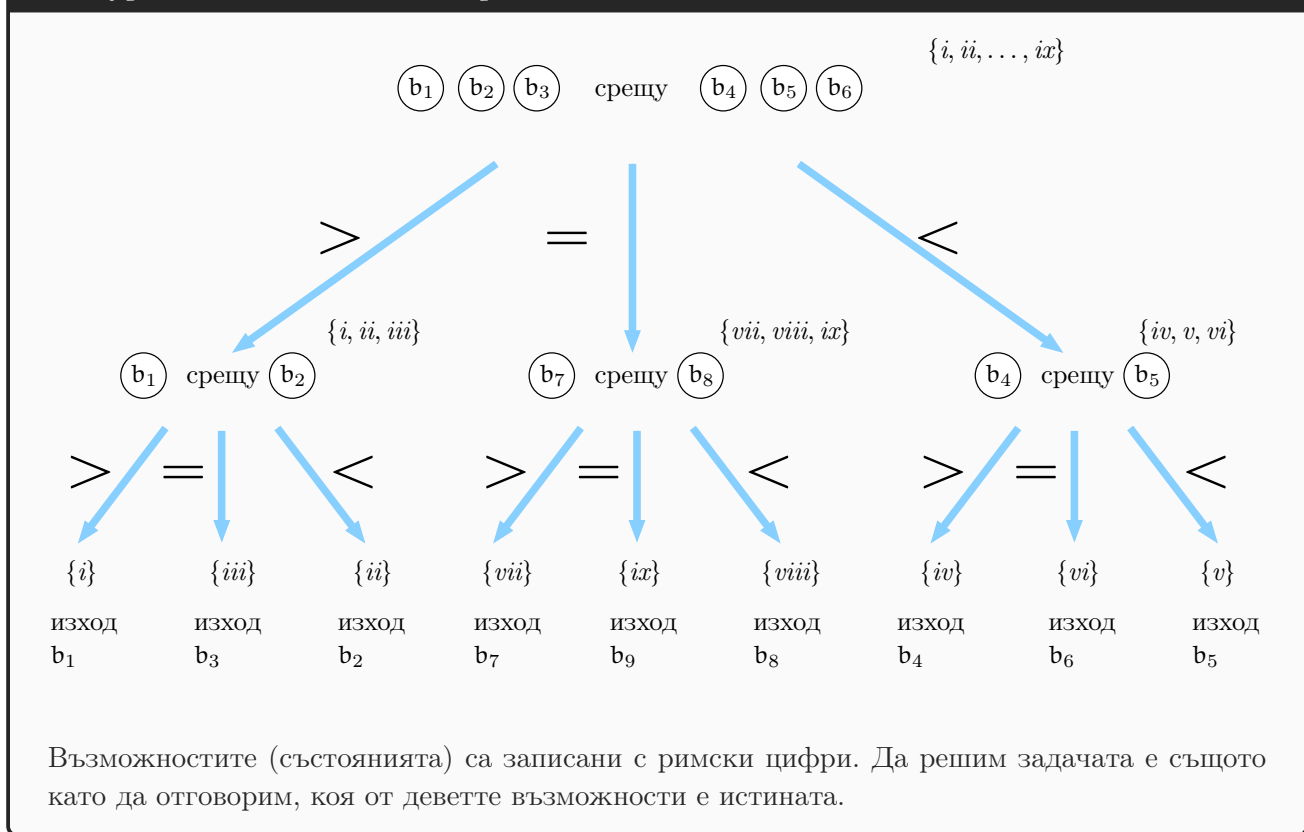 {i, ii, . . . , ix}
b₁ b₂ b₃ срещу b₄ b₅ b₆
> = <
{i, ii, iii} {vii, viii, ix} {iv, v, vi}
b₁ срещу b₂ b₇ срещу b₈ b₄ срещу b₅
> = < > = < > = <
{i} {iii} {ii} {vii} {ix} {viii} {iv} {vi} {v}
изход изход изход изход изход изход изход изход изход
b₁ b₃ b₂ b₇ b₉ b₈ b₄ b₆ b₅
Възможностите (състоянията) са записани с римски цифри. Да решим задачата е същото
като да отговорим, коя от деветте възможности е истината.